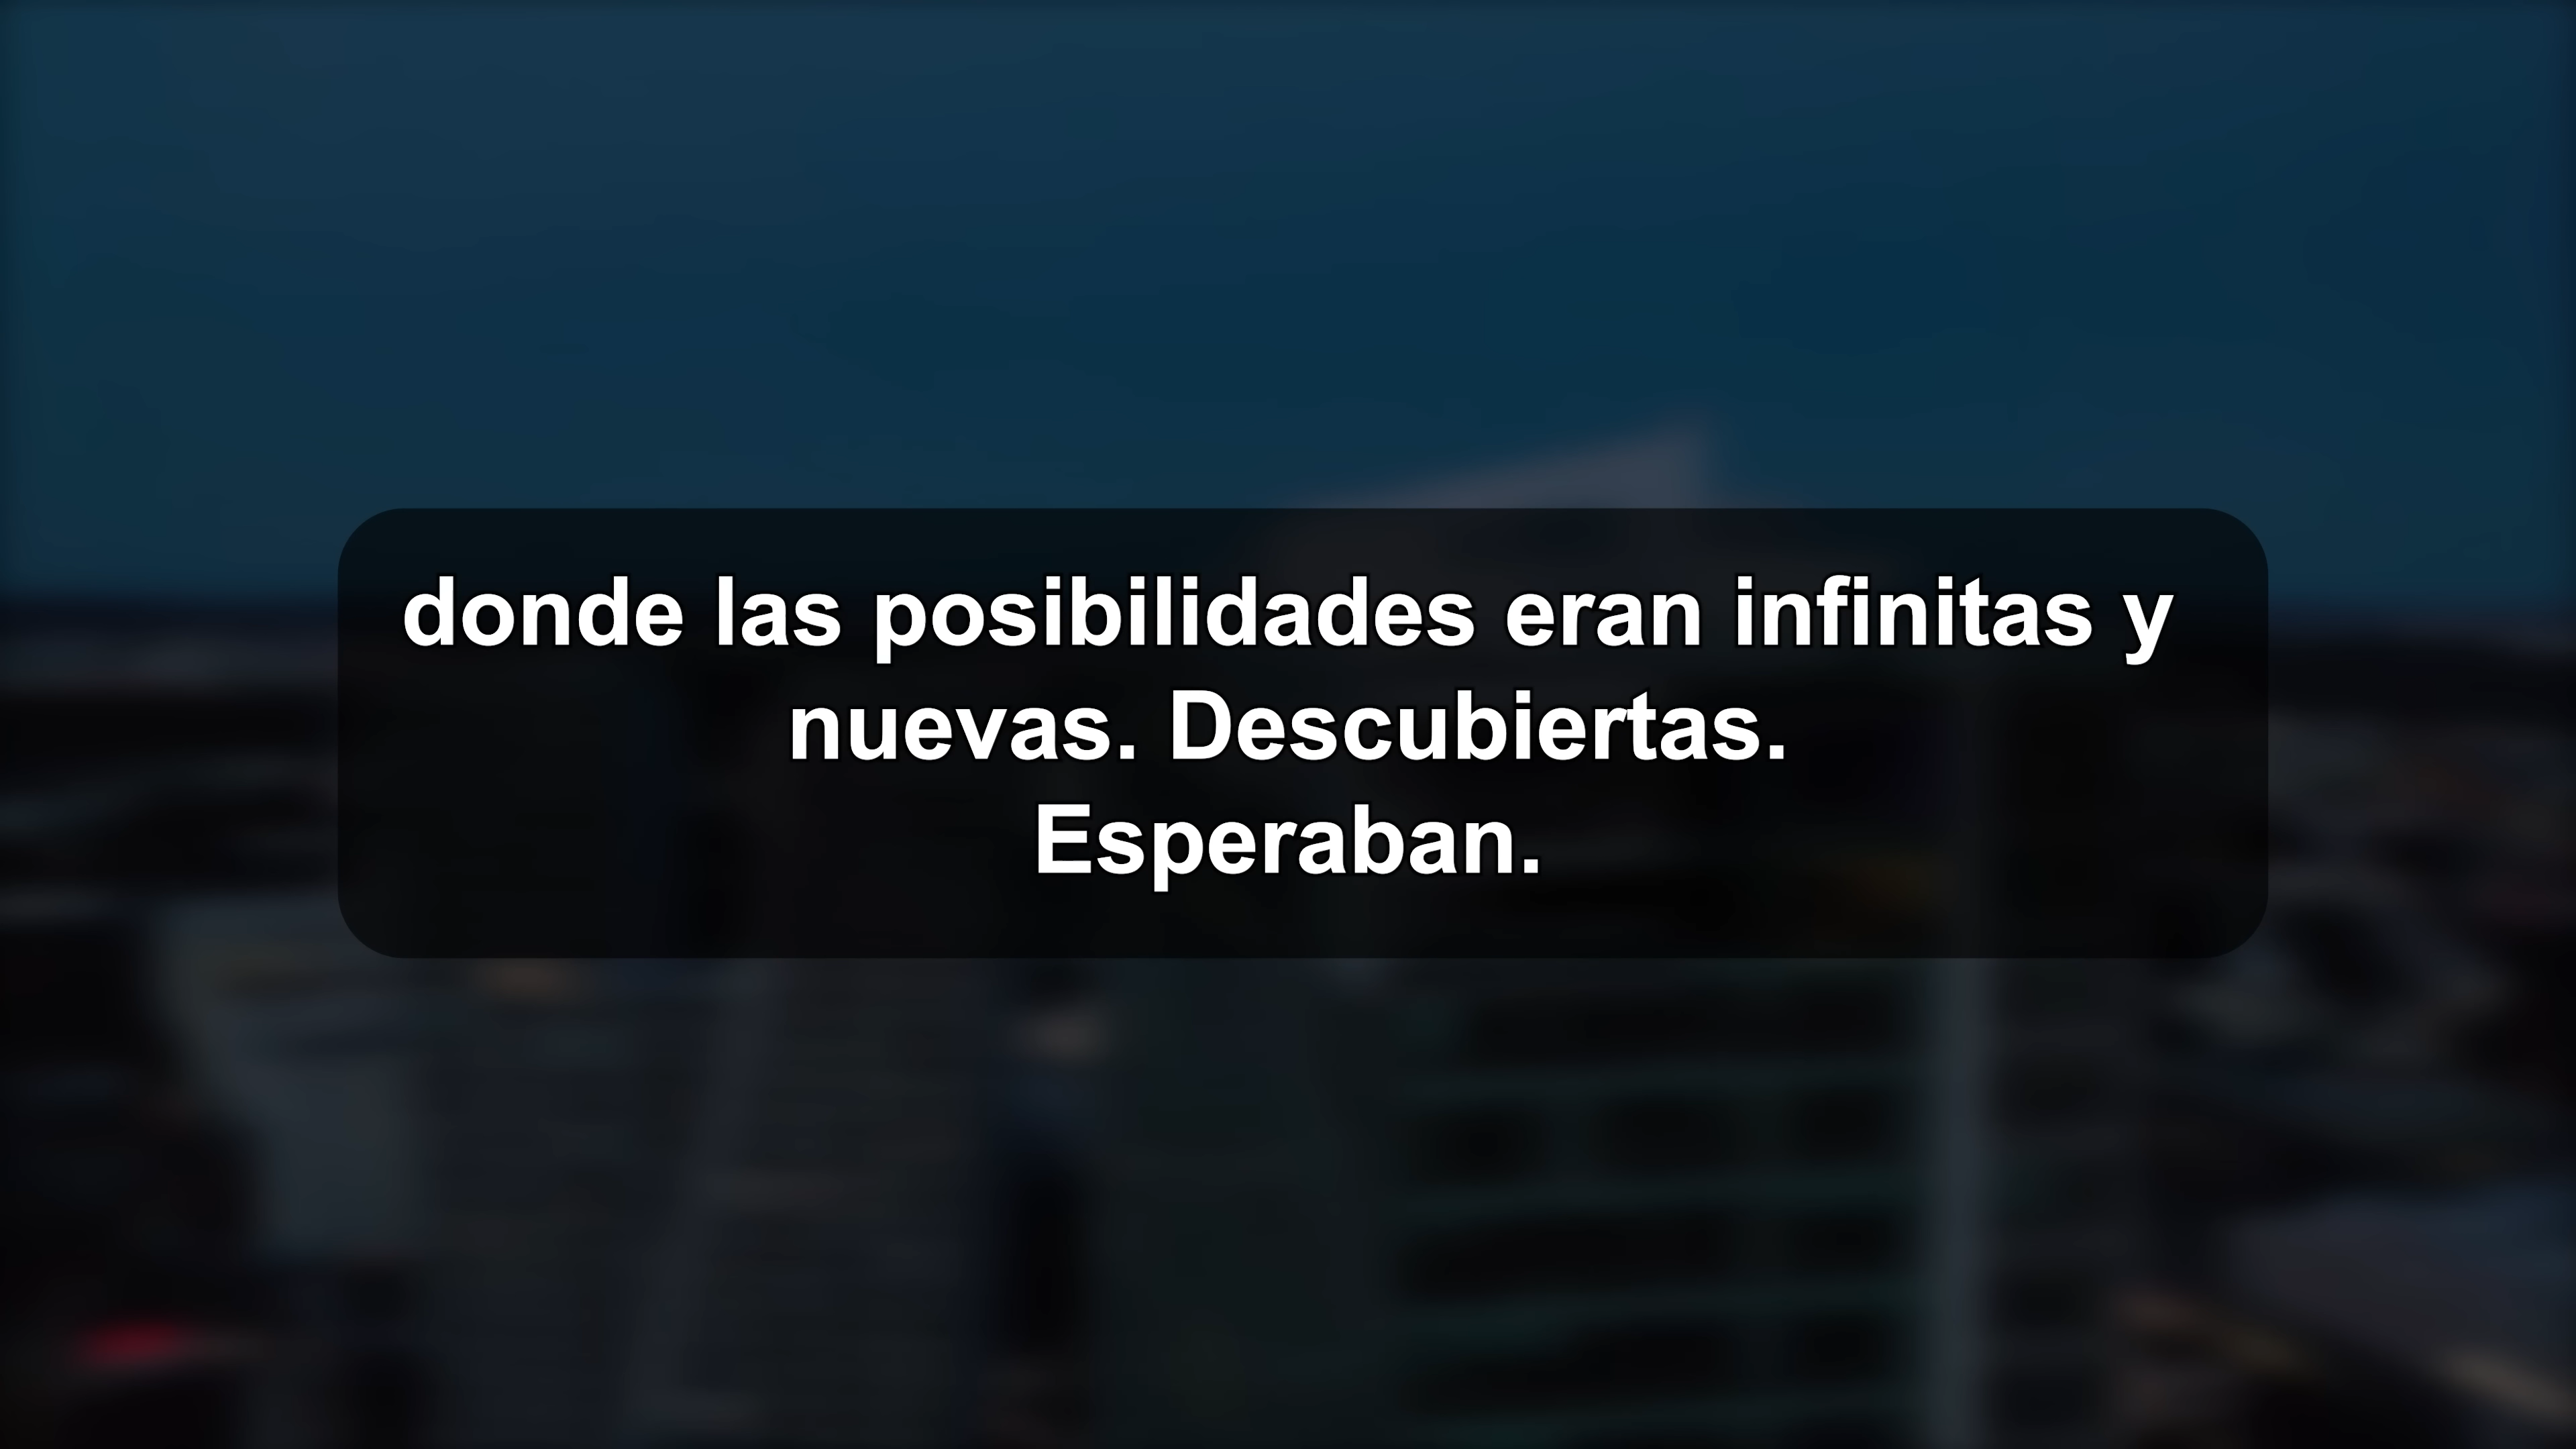 donde las posibilidades eran infinitas y
nuevas. Descubiertas.
Esperaban.